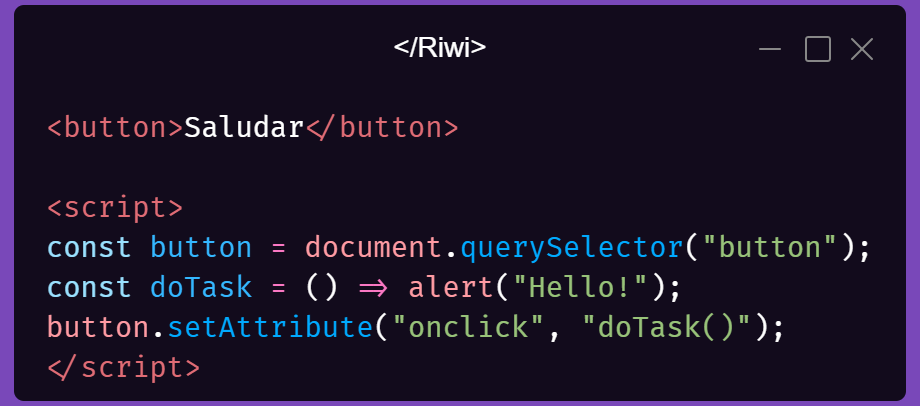 </Riwi>
<button>Saludar</button>
<script>
const button = document.querySelector("button");
const doTask = () => alert("Hello!");
button.setAttribute("onclick", "doTask()");
</script>